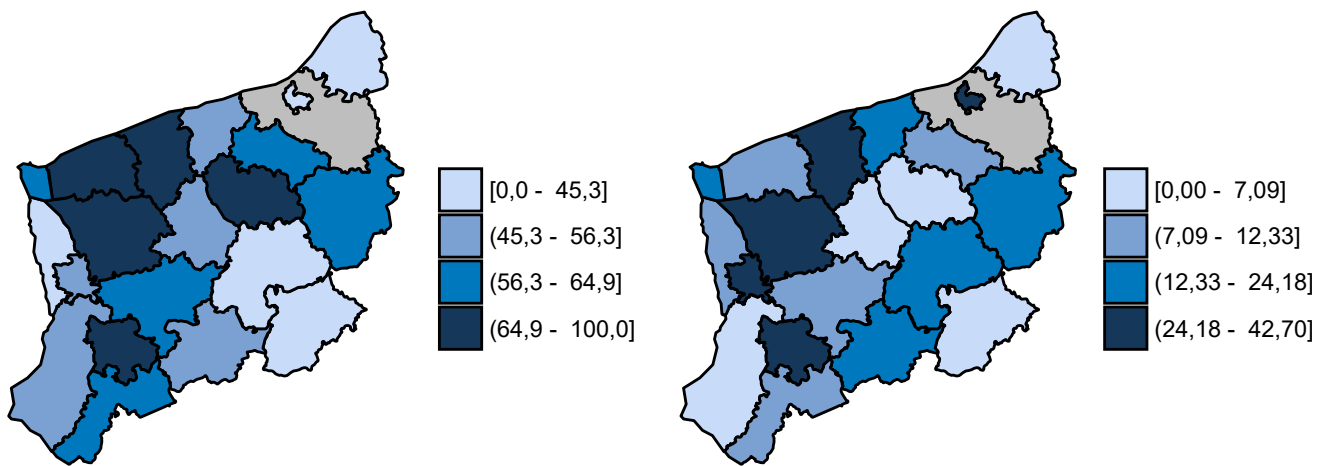 [0,0 - 45,3]
(45,3 - 56,3]
(56,3 - 64,9]
(64,9 - 100,0]
[0,00 - 7,09]
(7,09 - 12,33]
(12,33 - 24,18]
(24,18 - 42,70]